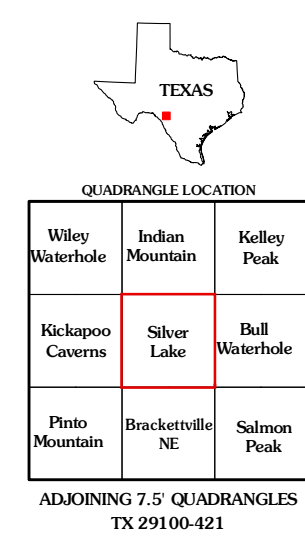 TEXAS
QUADRANGLE LOCATION
Wiley
Waterhole
Indian
Mountain
Kelley
Peak
Kickapoo
Caverns
Silver
Lake
Bull
Waterhole
Pinto
Mountain
Brackettville
NE
Salmon
Peak
ADJOINING 7.5' QUADRANGLES
TX 29100-421